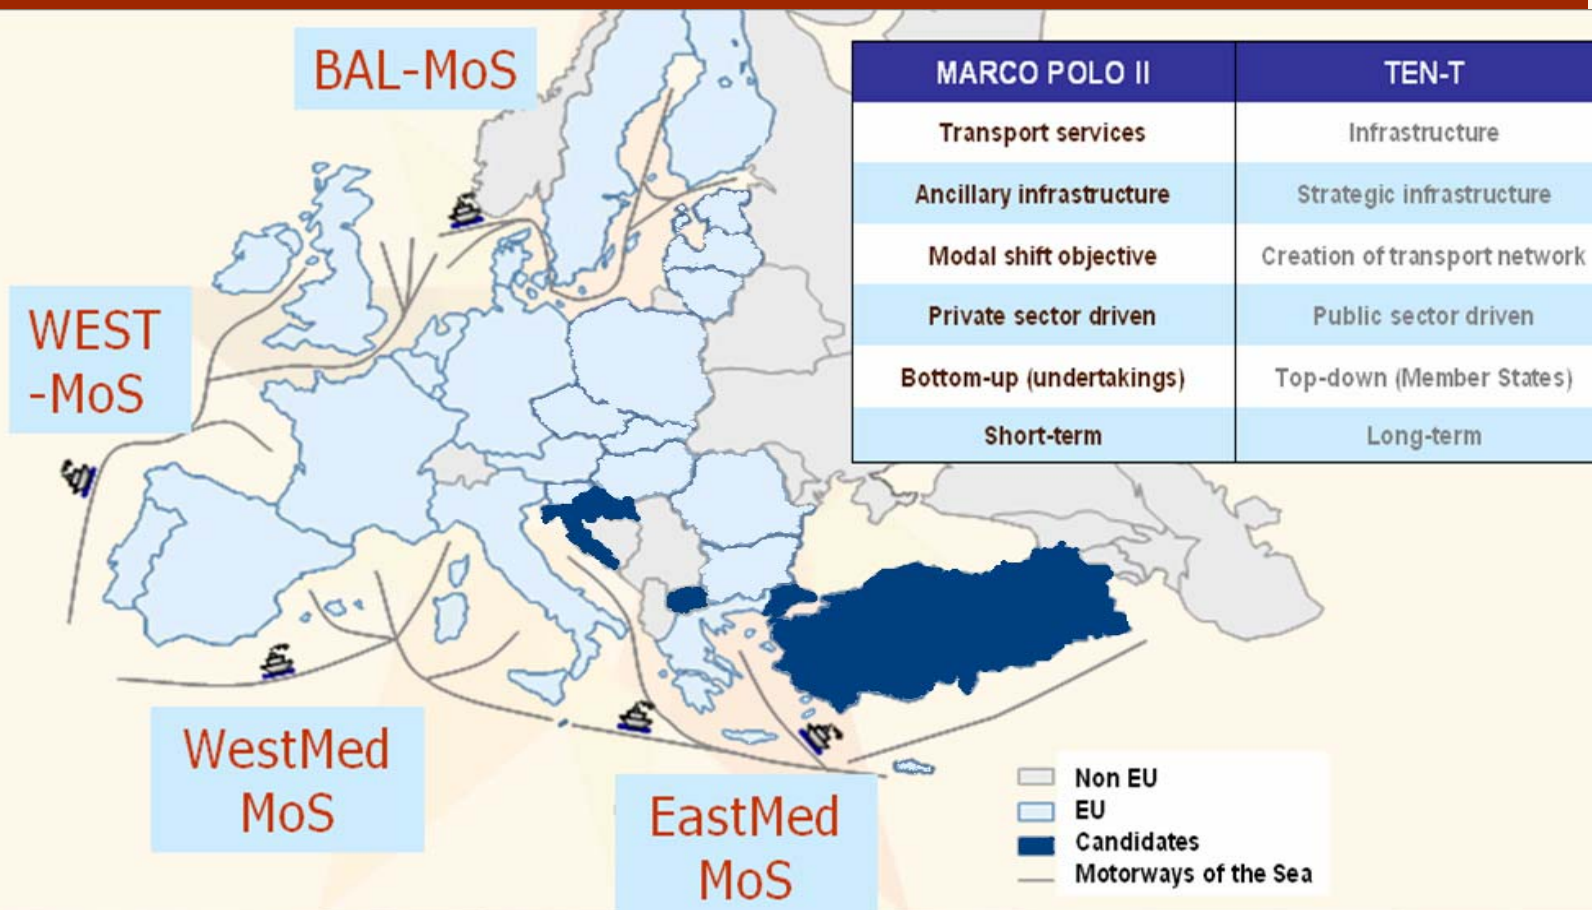 BAL-MoS
MARCO POLO II TEN-T
Transport services Infrastructure
Ancillary infrastructure Strategic infrastructure
Modal shift objective Creation of transport network
Private sector driven Public sector driven
Bottom-up (undertakings) Top-down (Member States)
Short-term Long-term
WEST
-MoS
WestMed
MoS
EastMed
MoS
Non EU
EU
Candidates
Motorways of the Sea